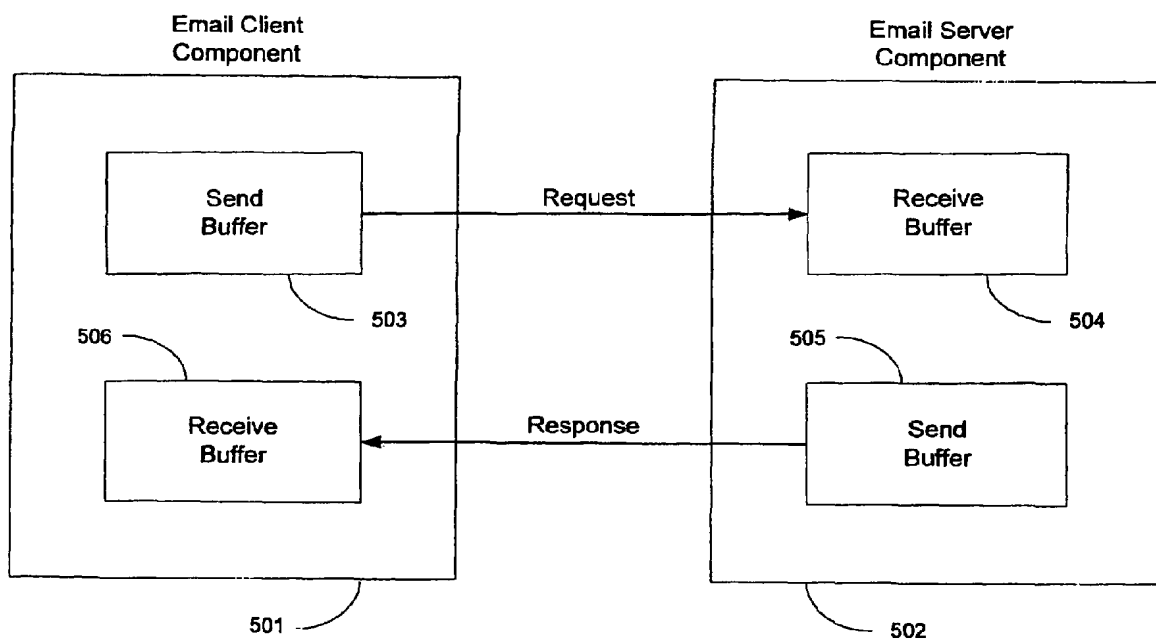 Email Client
Component
Email Server
Component
Send
Buffer
Request
Receive
Buffer
503
504
506
505
Receive
Buffer
Response
Send
Buffer
501
502